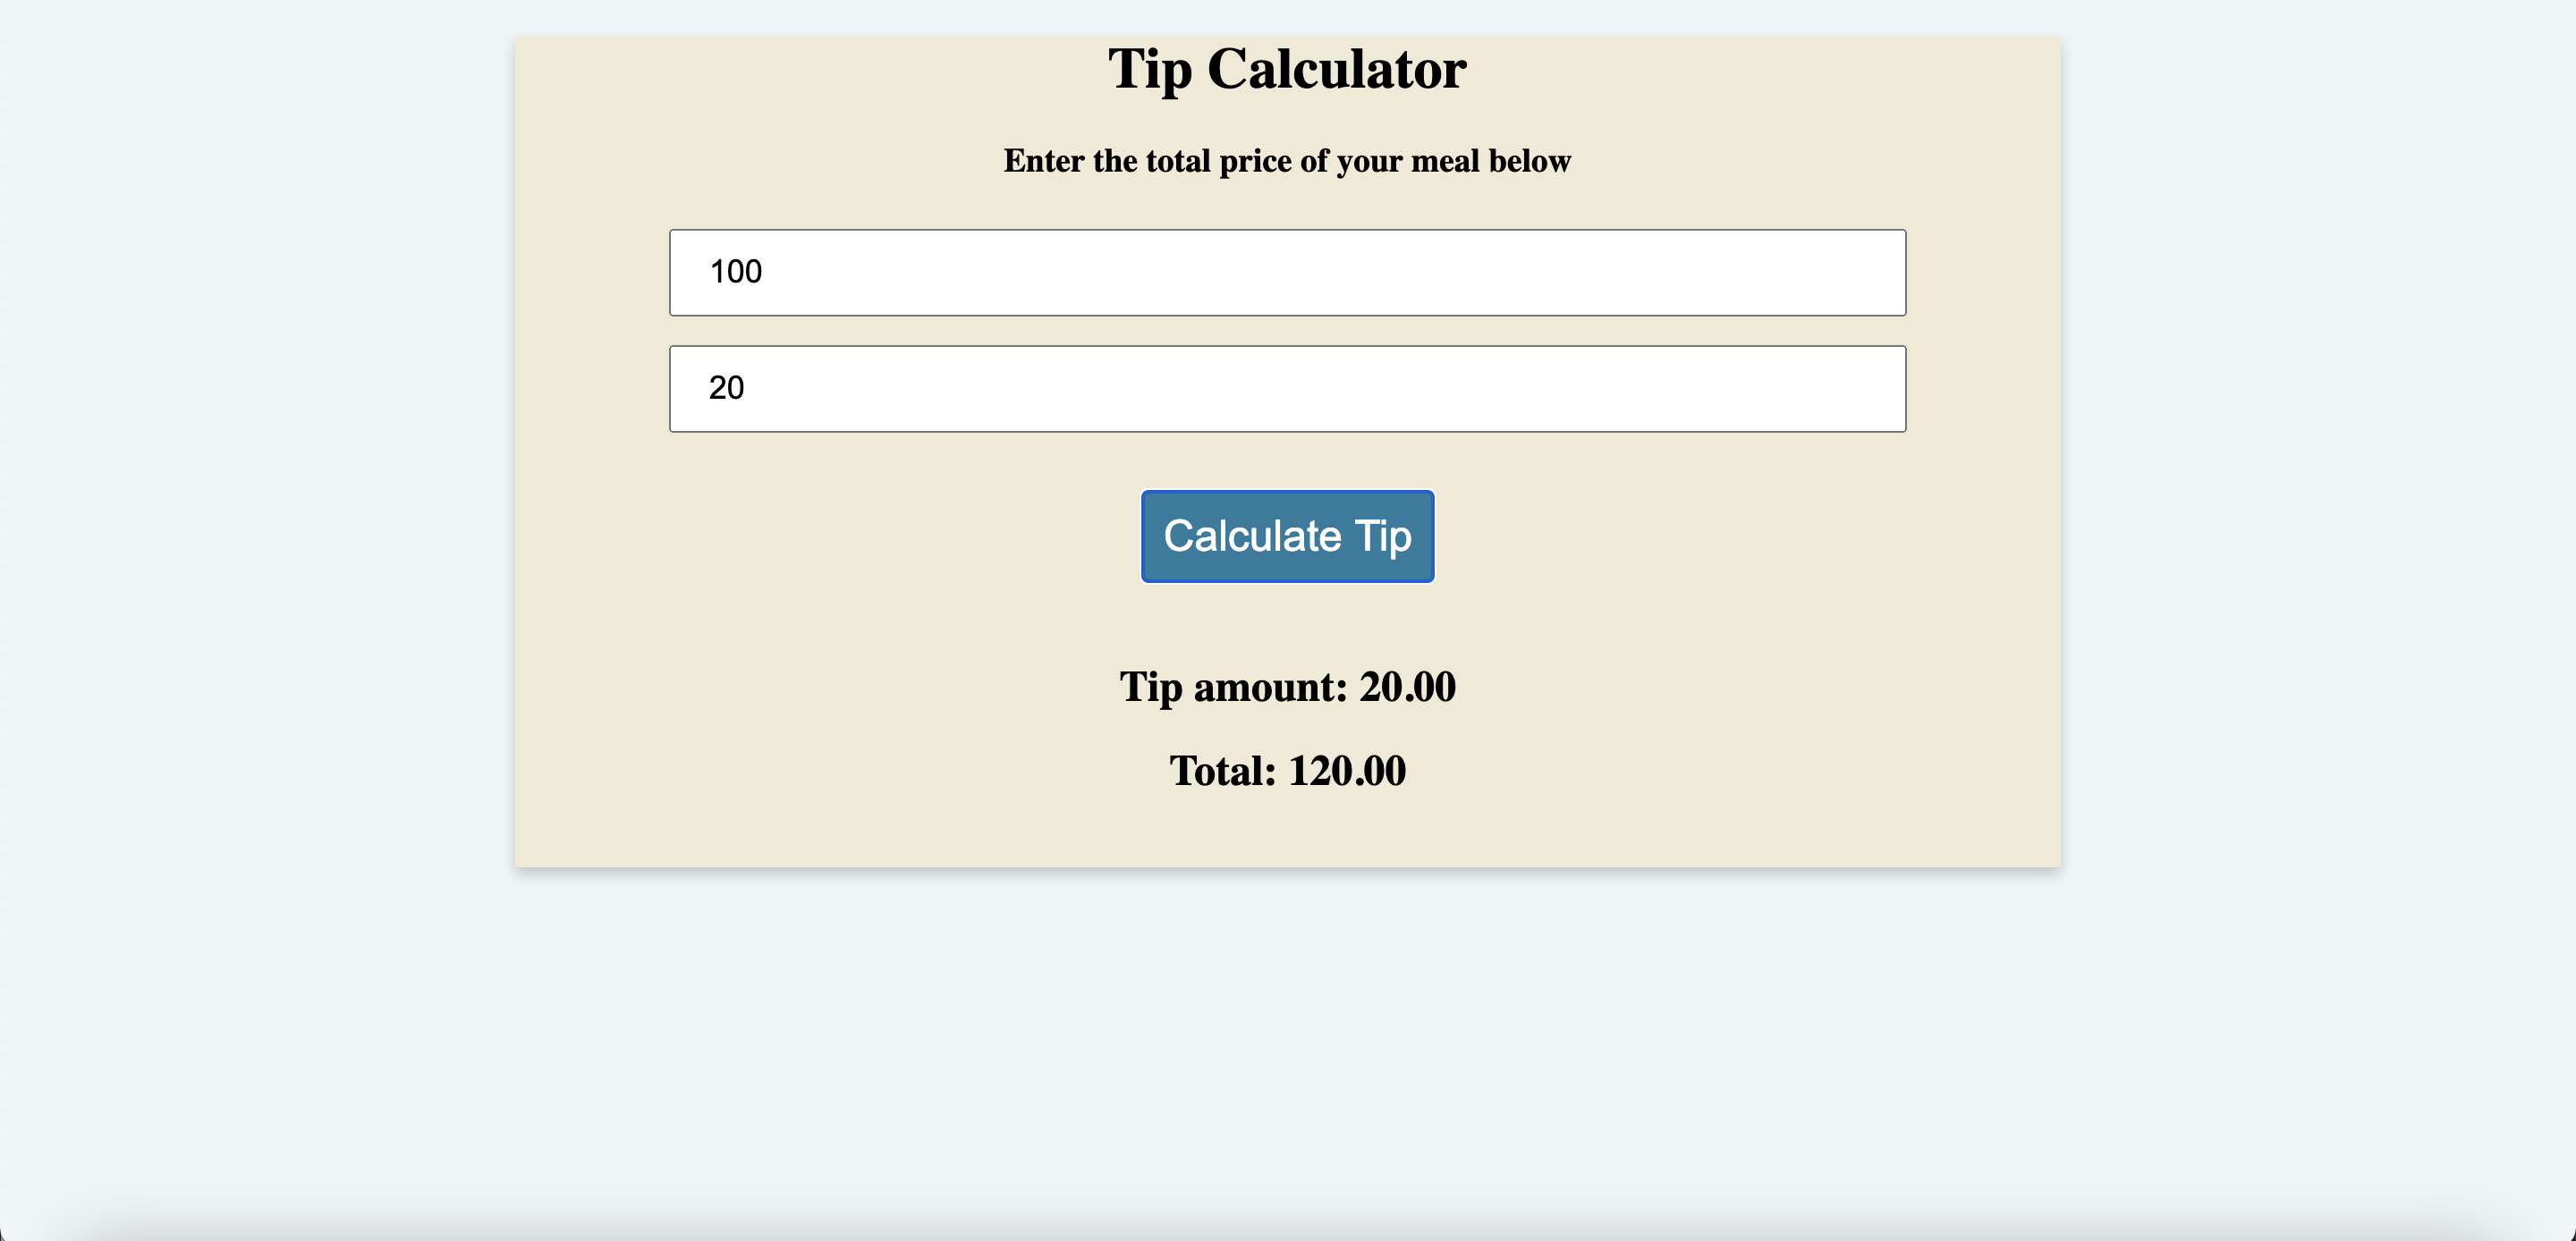 Tip Calculator
Enter the total price of your meal below
100
20
Calculate Tip
Tip amount: 20.00
Total: 120.00